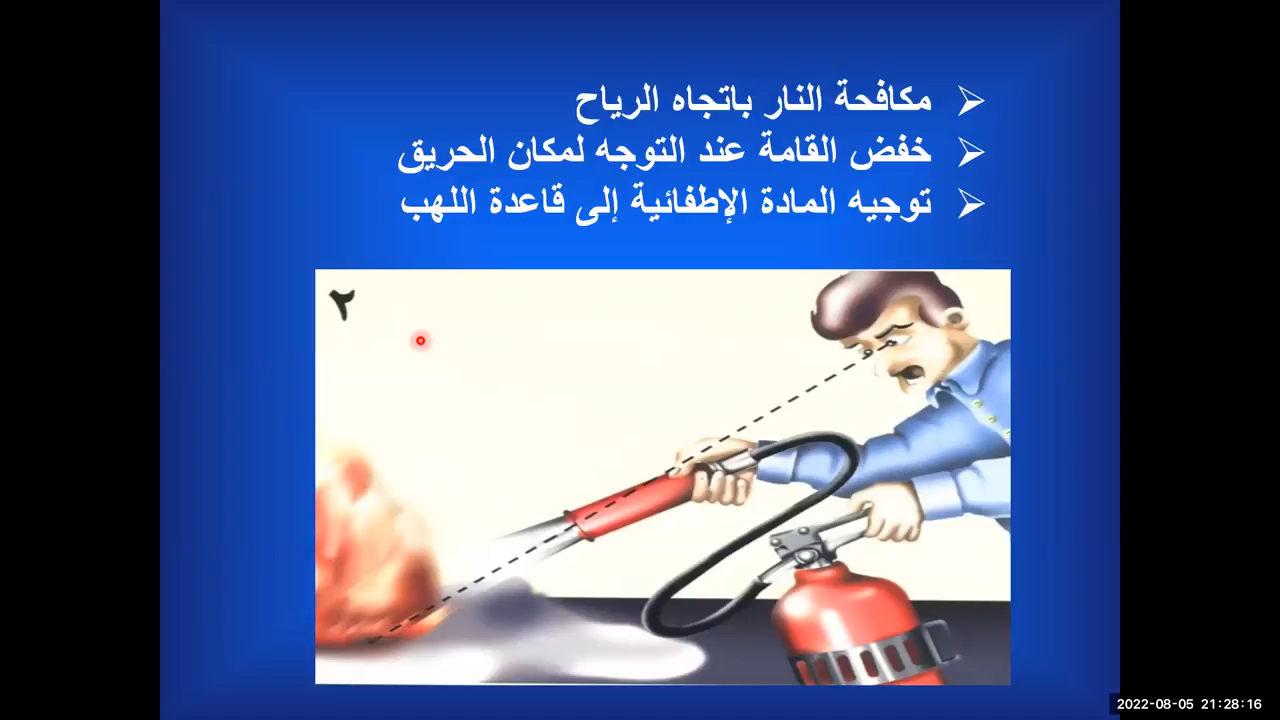 مكافحة النار باتجاه الرياح
خفض القامة عند التوجه لمكان الحريق
توجيه المادة الإطفائية إلى قاعدة اللهب
٢
2022-08-05 21:28:16